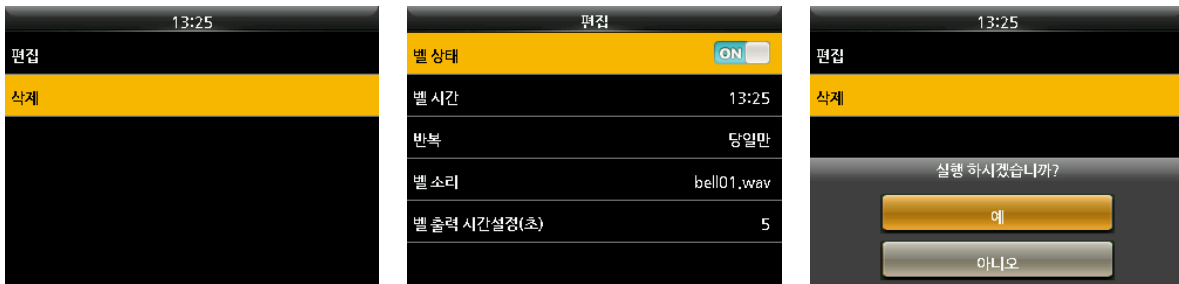 13:25
편집
삭제
편집
벨 상태 ON
벨 시간 13:25
반복 당일만
벨 소리 bell01.wav
벨 출력 시간설정(초) 5
13:25
편집
삭제
실행 하시겠습니까?
예
아니오